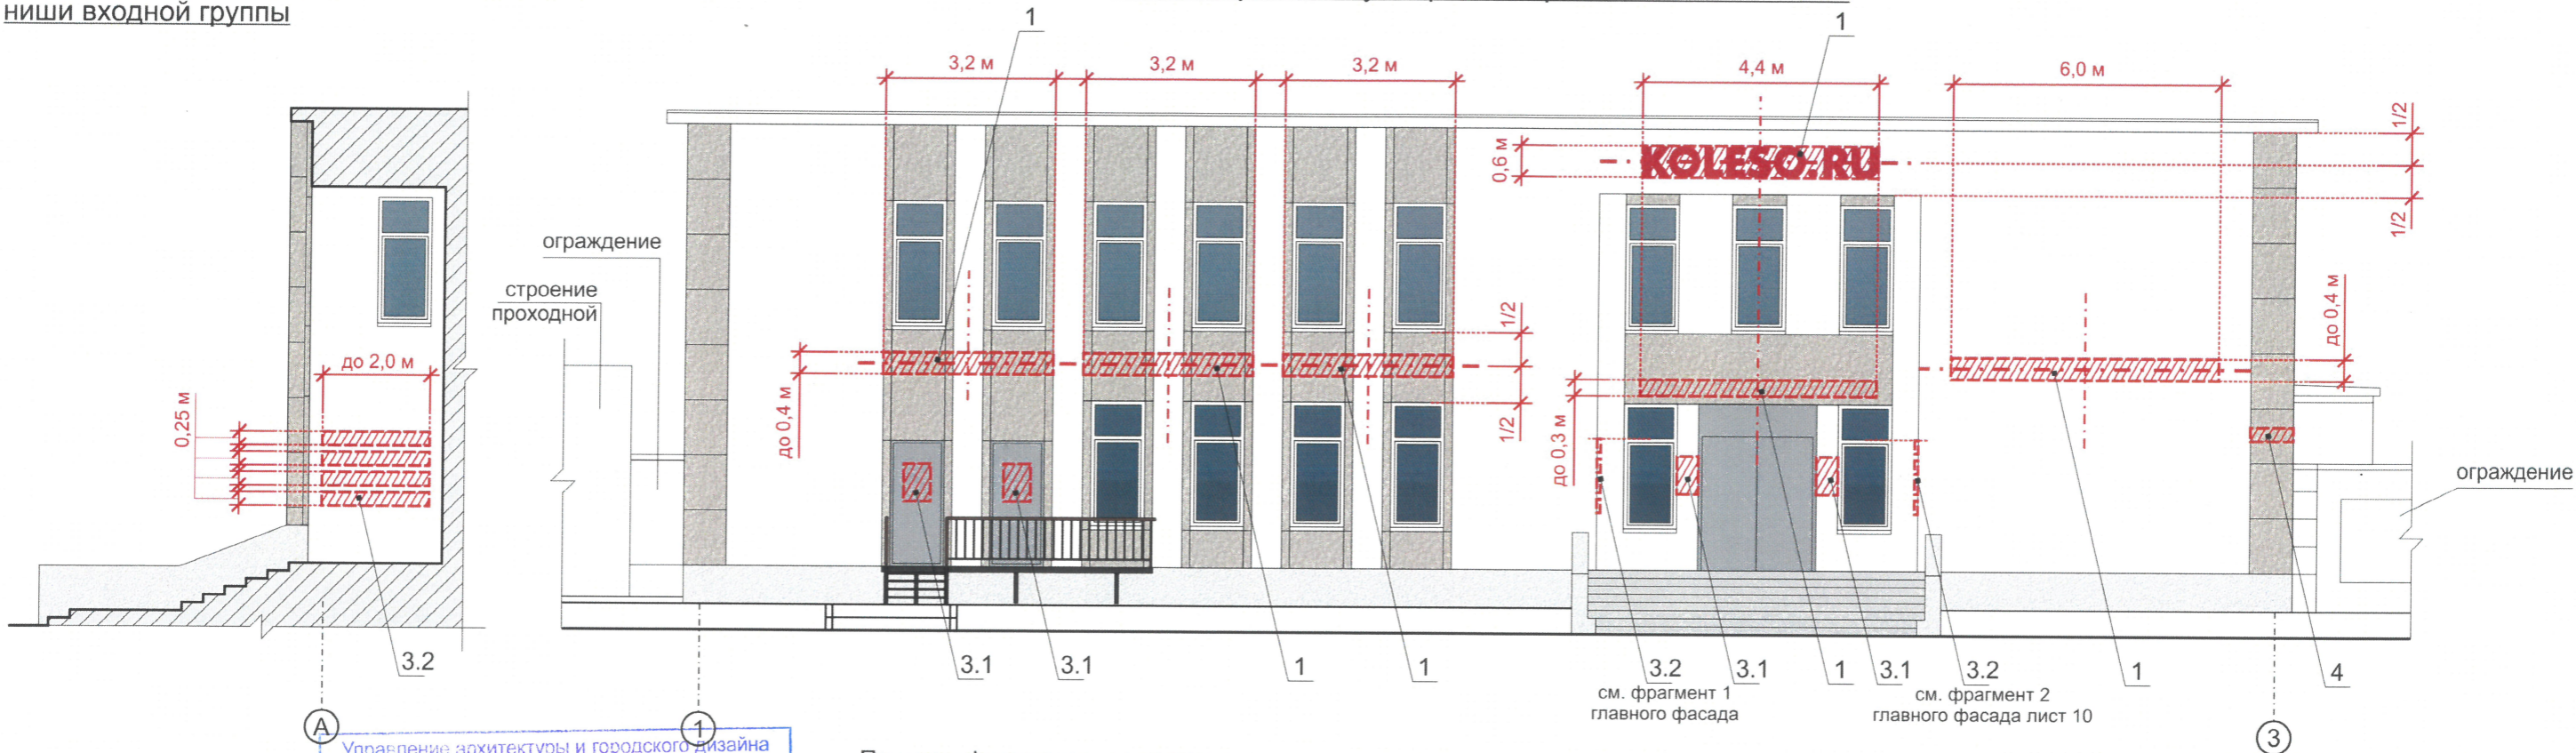 ниши входной группы
1
1
3,2 м
3,2 м
3,2 м
4,4 м
6,0 м
1/2
0,6 м
KOLESO.RU
1/2
ограждение
строение
проходной
1/2
до 0,4 м
до 2,0 м
0,25 м
до 0,4 м
1/2
до 0,3 м
ограждение
3.2
3.1
3.1
1
1
3.2
см. фрагмент 1
главного фасада
3.1
1
3.1
3.2
см. фрагмент 2
главного фасада лист 10
1
4
А
1
3
Управление архитектуры и городского дизайна